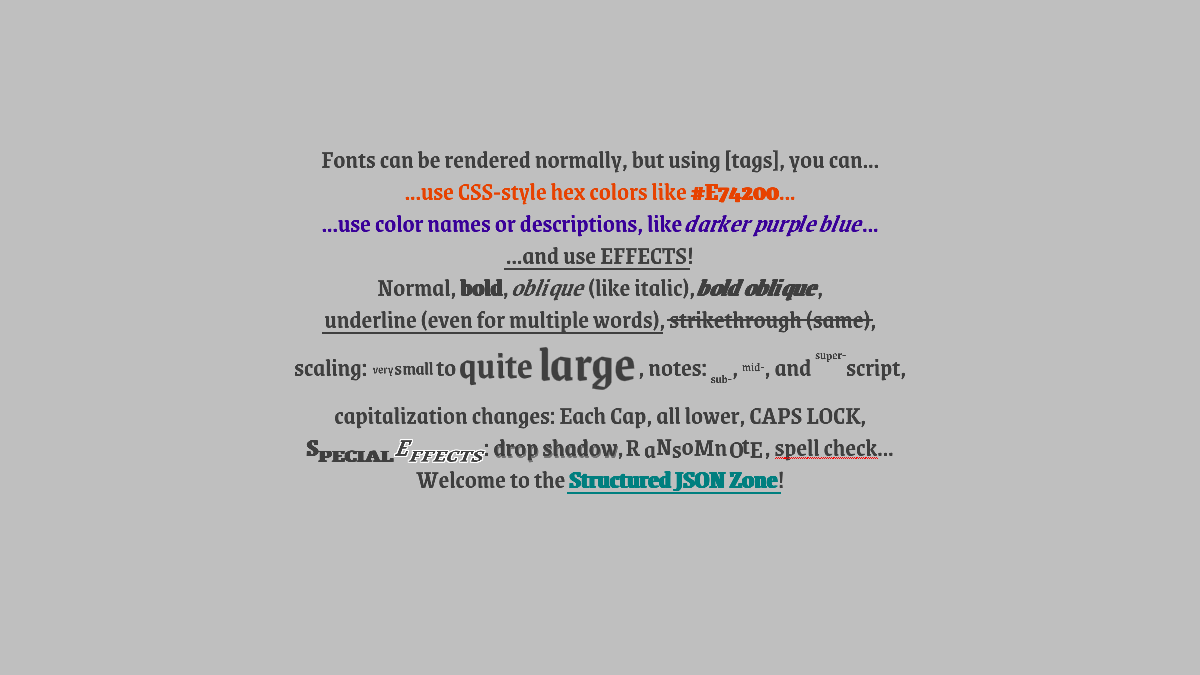 Fonts can be rendered normally, but using [tags], you can...
...use CSS-style hex colors like #E74200...
...use color names or descriptions, like darker purple blue...
...and use EFFECTS!
Normal, bold, oblique (like italic), bold oblique,
underline (even for multiple words), strikethrough (same),
scaling: very small to quite large, notes: sub-, mid-, and super-script,
capitalization changes: Each Cap, all lower, CAPS LOCK,
SPECIAL EFFECTS: drop shadow, RaNsoMnOtE, spell check...
Welcome to the Structured JSON Zone!